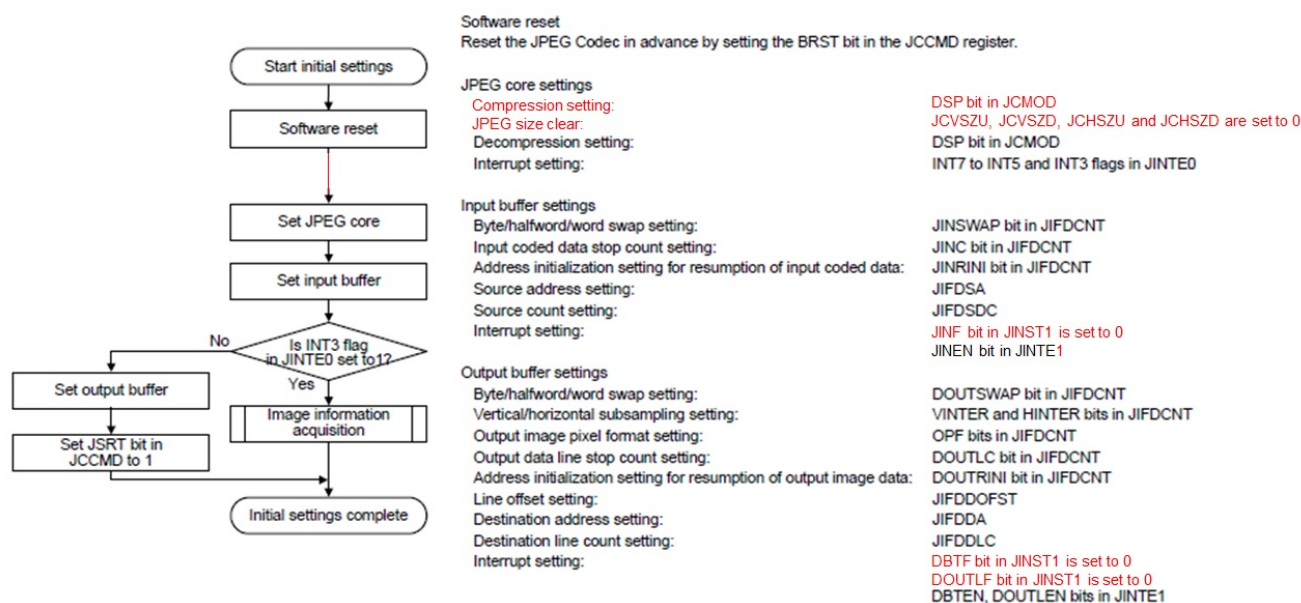 Start initial settings
Software reset
Set JPEG core
Set input buffer
Is INT3 flag
in JINTE0 set to1?
No
Yes
Set output buffer
Image information
acquisition
Set JSRT bit in
JCCMD to 1
Initial settings complete
Software reset
Reset the JPEG Codec in advance by setting the BRST bit in the JCCMD register.
JPEG core settings
Compression setting: DSP bit in JCMOD
JPEG size clear: JCVSZU, JCVSZD, JCHSZU and JCHSZD are set to 0
Decompression setting: DSP bit in JCMOD
Interrupt setting: INT7 to INT5 and INT3 flags in JINTE0
Input buffer settings
Byte/halfword/word swap setting: JINSWAP bit in JIFDCNT
Input coded data stop count setting: JINC bit in JIFDCNT
Address initialization setting for resumption of input coded data: JINRINI bit in JIFDCNT
Source address setting: JIFDSA
Source count setting: JIFDSDC
Interrupt setting: JINF bit in JINST1 is set to 0
JINEN bit in JINTE1
Output buffer settings
Byte/halfword/word swap setting: DOUTSWAP bit in JIFDCNT
Vertical/horizontal subsampling setting: VINTER and HINTER bits in JIFDCNT
Output image pixel format setting: OPF bits in JIFDCNT
Output data line stop count setting: DOUTLC bit in JIFDCNT
Address initialization setting for resumption of output image data: DOUTRINI bit in JIFDCNT
Line offset setting: JIFDDOFST
Destination address setting: JIFDDA
Destination line count setting: JIFDDLC
Interrupt setting: DBTF bit in JINST1 is set to 0
DOUTLF bit in JINST1 is set to 0
DBTEN, DOUTLEN bits in JINTE1